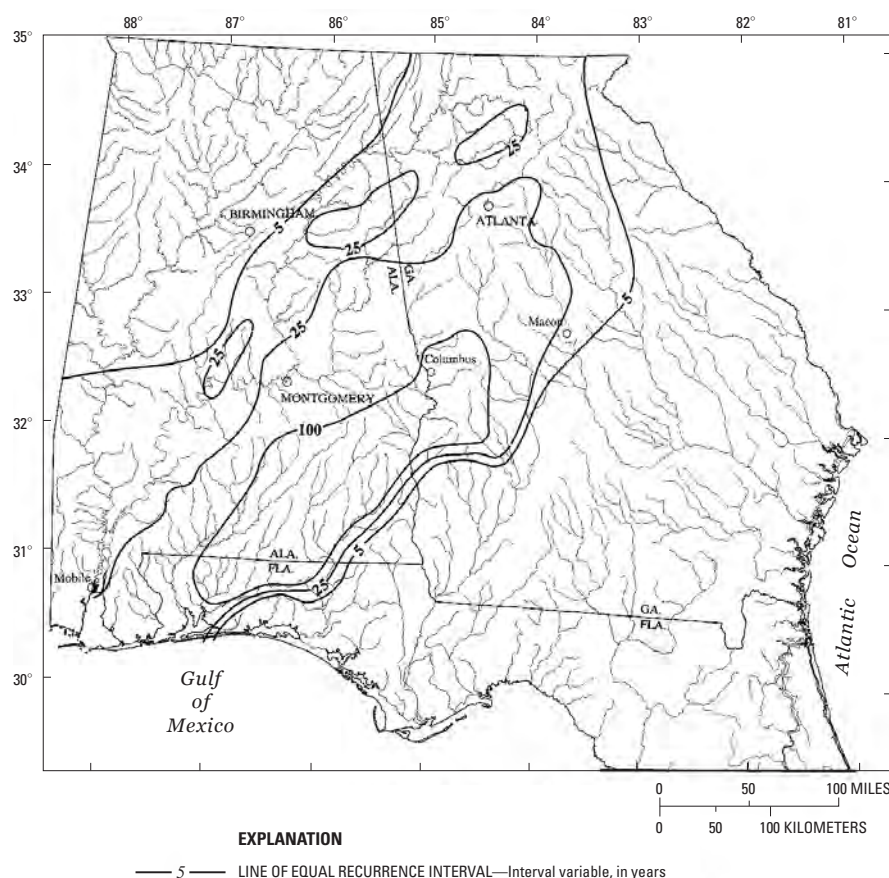 88° 87° 86° 85° 84° 83° 82° 81°
35°
34°
25
BIRMINGHAM
5
ATLANTA
25
GA.
ALA.
25
33°
5
25
Macon
25
Columbus
MONTGOMERY
32°
100
Atlantic Ocean
31°
ALA.
FLA.
5
Mobile
25
GA.
FLA.
30°
Gulf
of
Mexico
0 50 100 MILES
0 50 100 KILOMETERS
EXPLANATION
5 LINE OF EQUAL RECURRENCE INTERVAL—Interval variable, in years